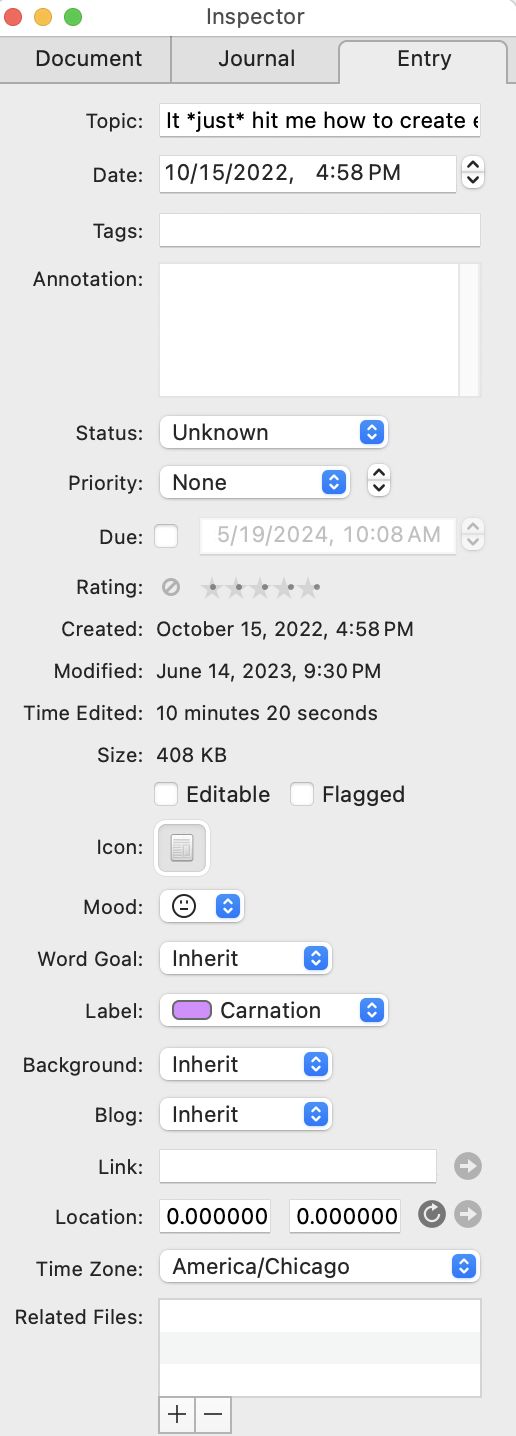 Inspector
Document Journal Entry
Topic: It *just* hit me how to create e
Date: 10/15/2022, 4:58 PM
Tags:
Annotation:
Status: Unknown
Priority: None
Due: 5/19/2024, 10:08 AM
Rating:
Created: October 15, 2022, 4:58 PM
Modified: June 14, 2023, 9:30 PM
Time Edited: 10 minutes 20 seconds
Size: 408 KB
Editable Flagged
Icon:
Mood:
Word Goal: Inherit
Label: Carnation
Background: Inherit
Blog: Inherit
Link:
Location: 0.000000 0.000000
Time Zone: America/Chicago
Related Files: